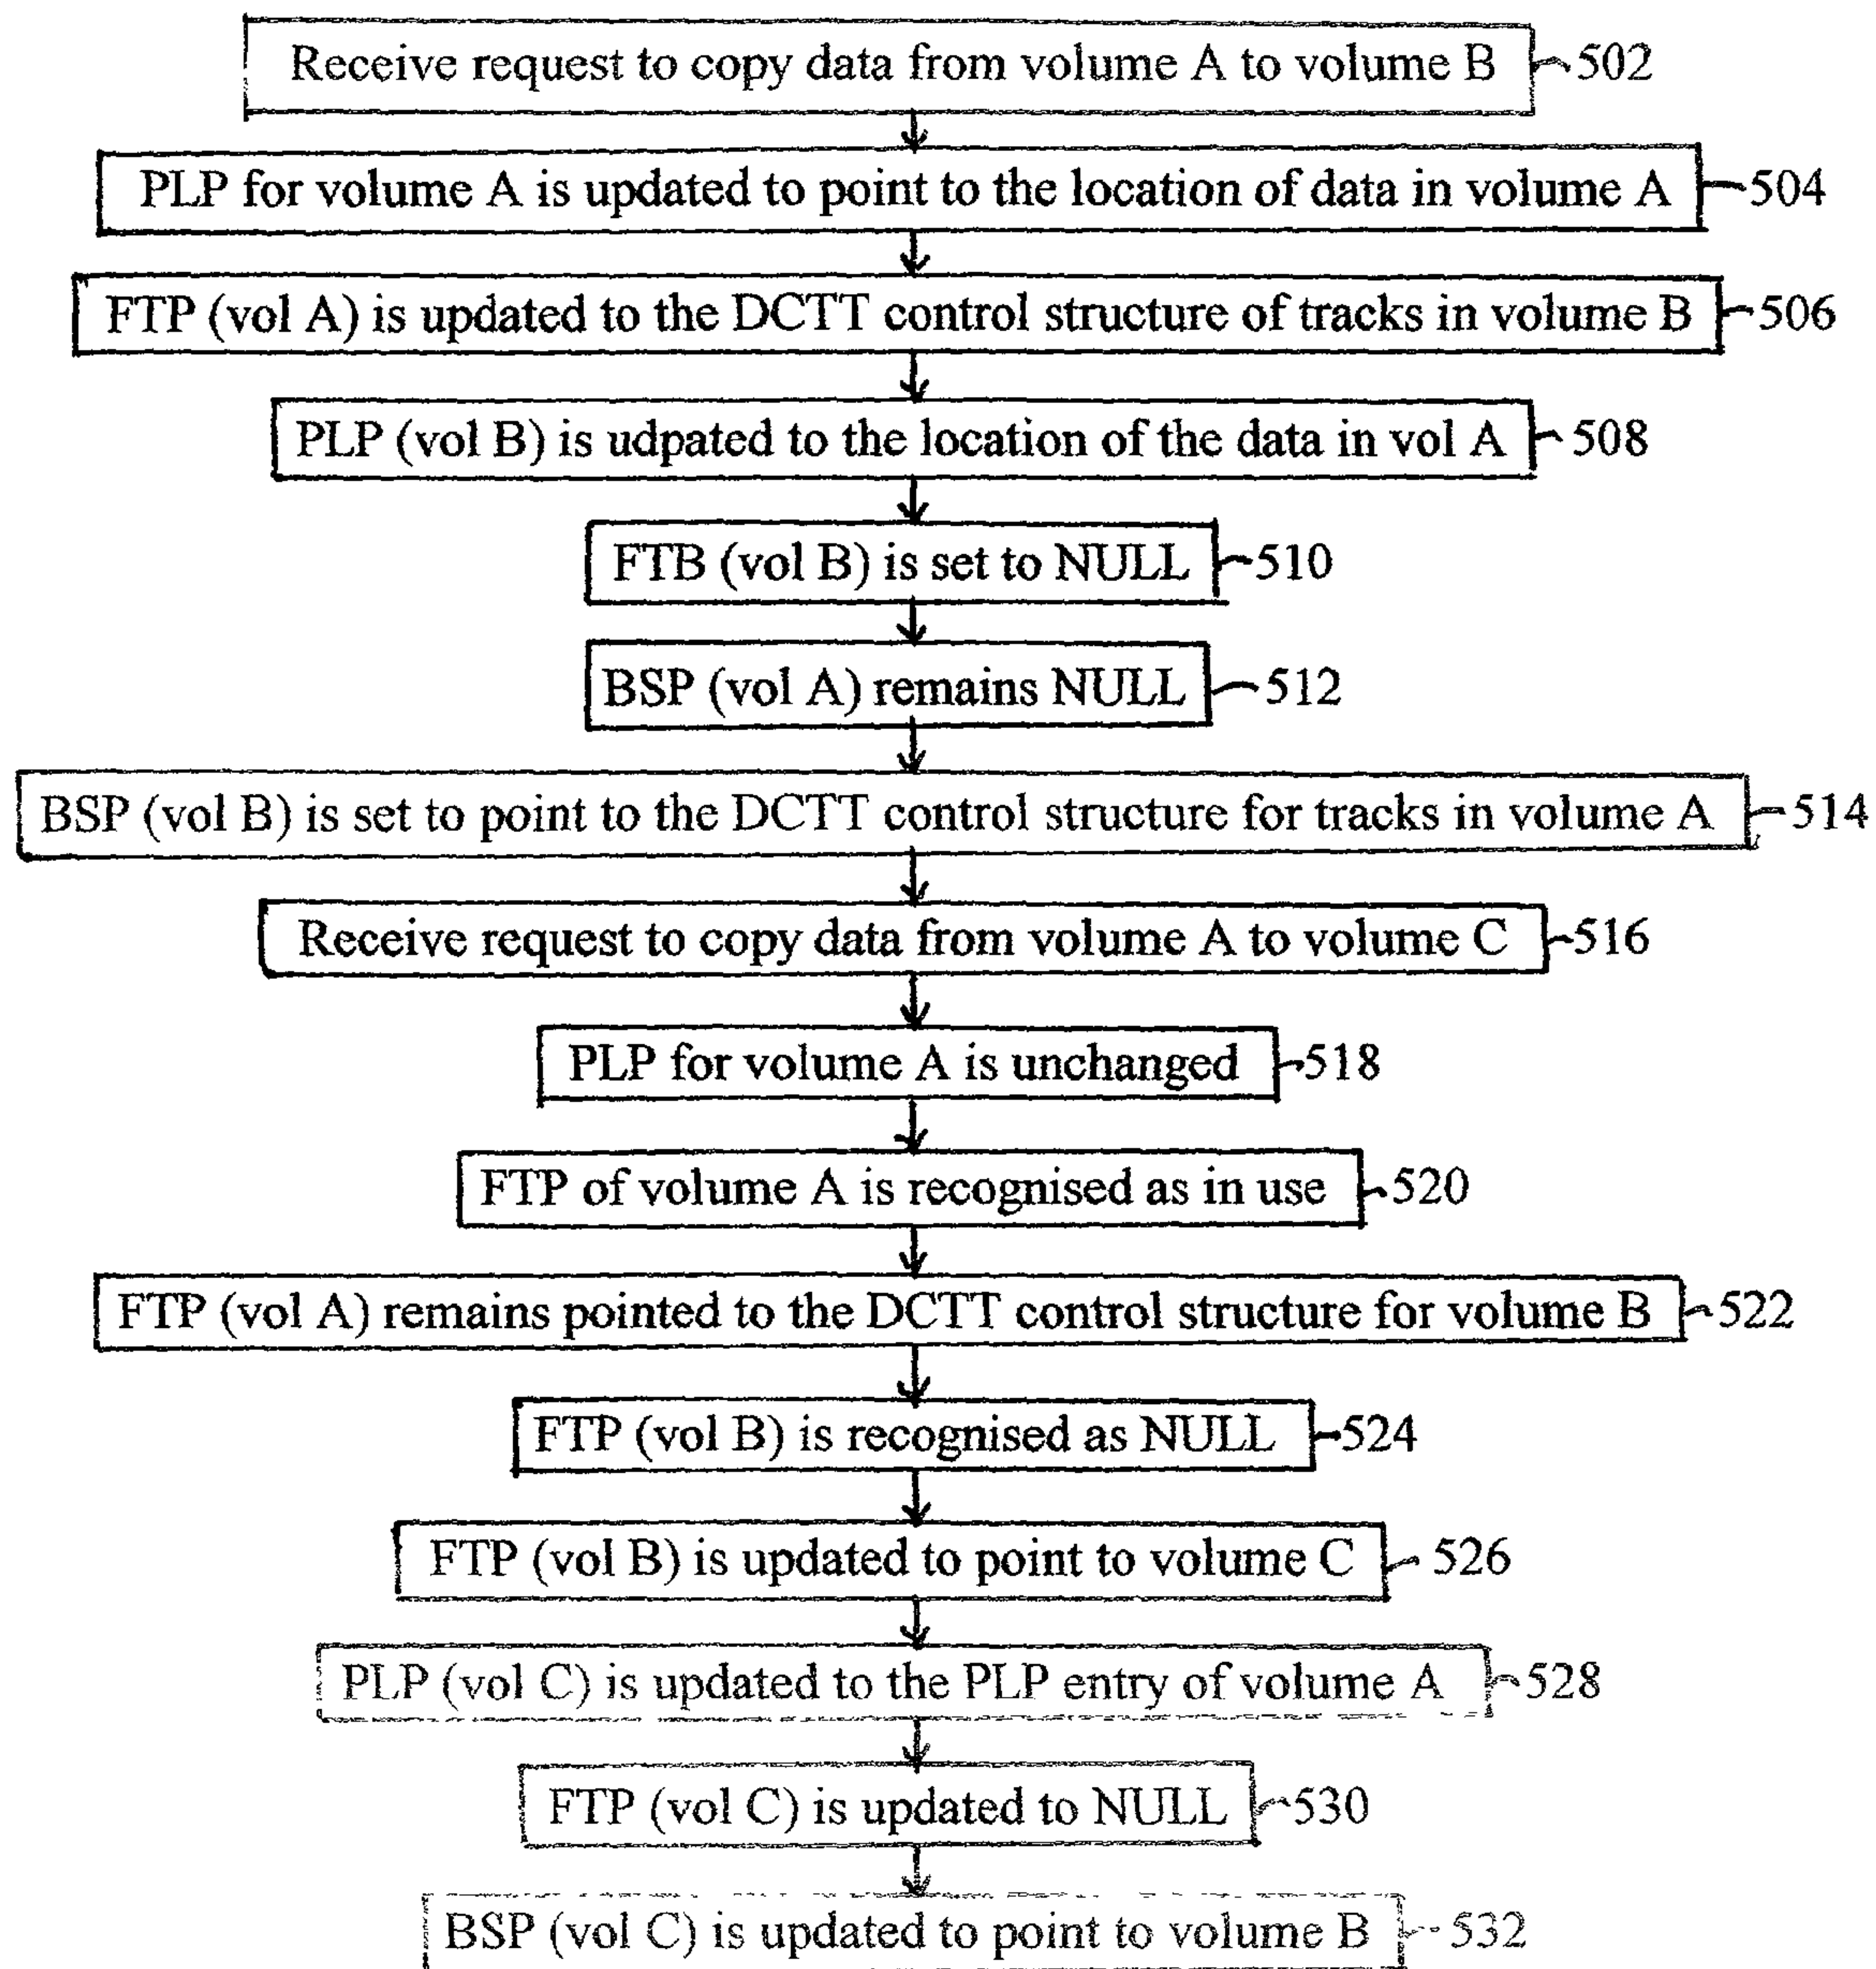 Receive request to copy data from volume A to volume B 502
PLP for volume A is updated to point to the location of data in volume A 504
FTP (vol A) is updated to the DCTT control structure of tracks in volume B 506
PLP (vol B) is udpated to the location of the data in vol A 508
FTB (vol B) is set to NULL 510
BSP (vol A) remains NULL 512
BSP (vol B) is set to point to the DCTT control structure for tracks in volume A 514
Receive request to copy data from volume A to volume C 516
PLP for volume A is unchanged 518
FTP of volume A is recognised as in use 520
FTP (vol A) remains pointed to the DCTT control structure for volume B 522
FTP (vol B) is recognised as NULL 524
FTP (vol B) is updated to point to volume C 526
PLP (vol C) is updated to the PLP entry of volume A 528
FTP (vol C) is updated to NULL 530
BSP (vol C) is updated to point to volume B 532